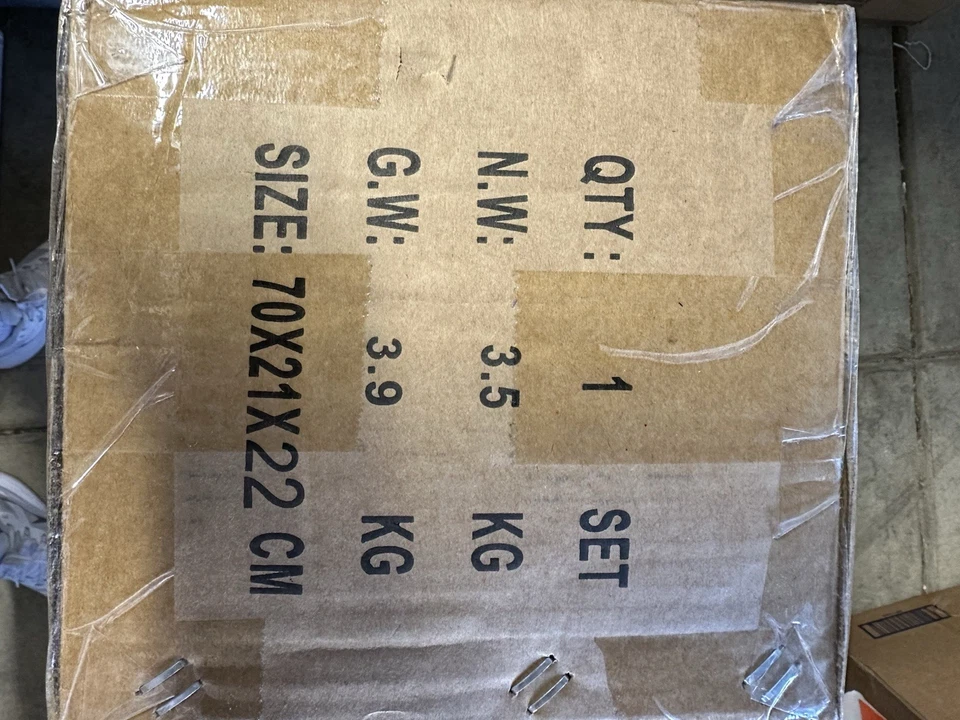 QTY: 1 SET
N.W: 3.5 KG
G.W: 3.9 KG
SIZE: 70X21X22 CM